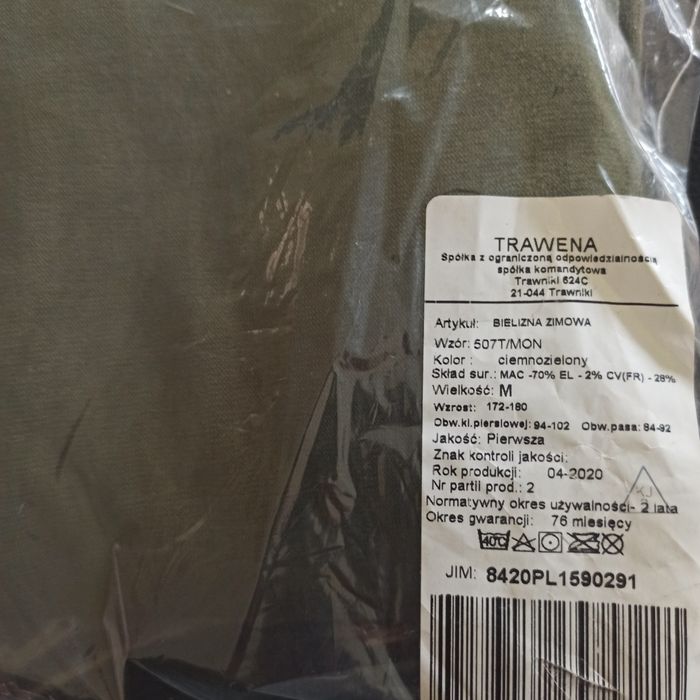 TRAWENA
Spółka z ograniczoną odpowiedzialnością
spółka komandytowa
Trawniki 624C
21-044 Trawniki
Artykuł: BIELIZNA ZIMOWA
Wzór: 507T/MON
Kolor : ciemnozielony
Skład sur.: MAC -70% EL - 2% CV(FR) - 28%
Wielkość: M
Wzrost: 172-180
Obw.kl.piersiowej: 94-102 Obw.pasa: 84-92
Jakość: Pierwsza
Znak kontroli jakości:
Rok produkcji: 04-2020
KJ
Nr partii prod.: 2
Normatywny okres używalności- 2 lata
Okres gwarancji: 76 miesięcy
40°C
JIM: 8420PL1590291